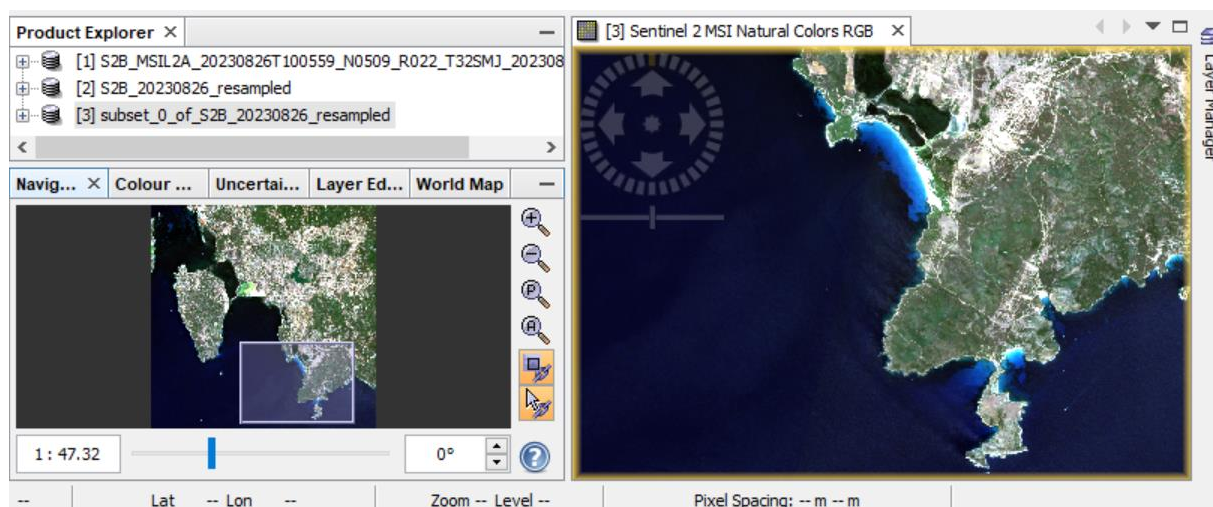 Product Explorer ×
[3] Sentinel 2 MSI Natural Colors RGB ×
[1] S2B_MSIL2A_20230826T100559_N0509_R022_T32SMJ_202308
[2] S2B_20230826_resampled
[3] subset_0_of_S2B_20230826_resampled
Layer Manager
Navig... ×
Colour ...
Uncertai...
Layer Ed...
World Map
1 : 47.32
0°
-- Lat -- Lon -- Zoom -- Level -- Pixel Spacing: -- m -- m